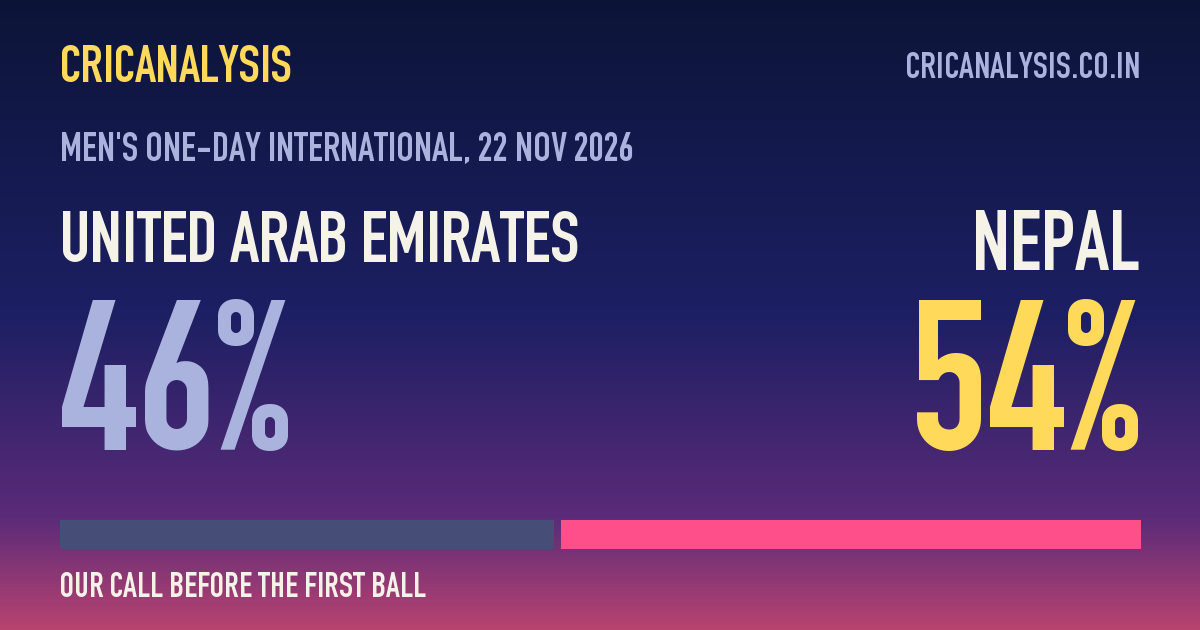 CRICANALYSIS
CRICANALYSIS.CO.IN
MEN'S ONE-DAY INTERNATIONAL, 22 NOV 2026
UNITED ARAB EMIRATES
NEPAL
46%
54%
OUR CALL BEFORE THE FIRST BALL